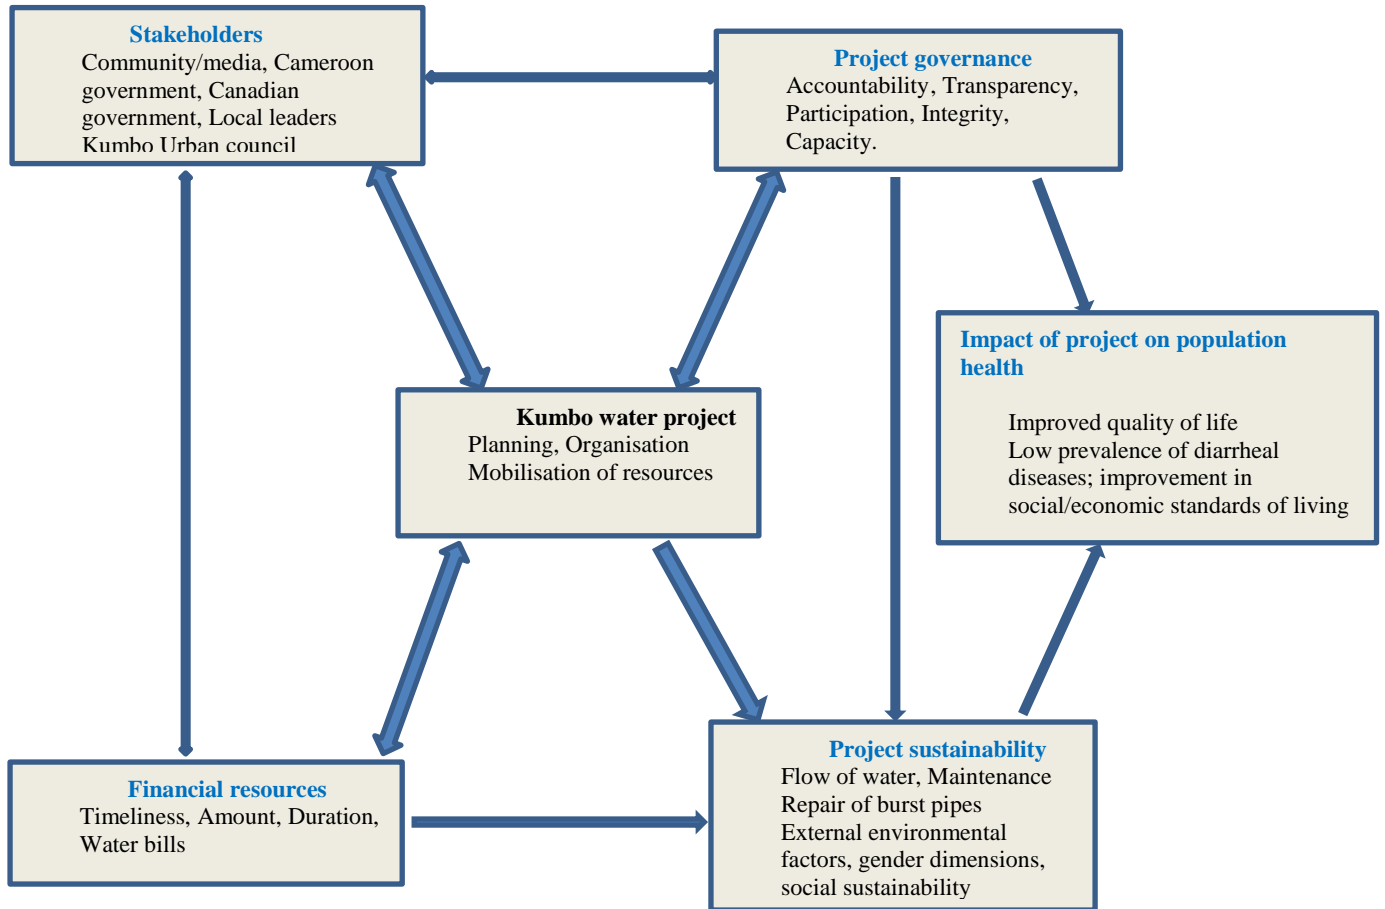 Stakeholders
Community/media, Cameroon
government, Canadian
government, Local leaders
Kumbo Urban council
Project governance
Accountability, Transparency,
Participation, Integrity,
Capacity.
Impact of project on population
health
Improved quality of life
Low prevalence of diarrheal
diseases; improvement in
social/economic standards of living
Kumbo water project
Planning, Organisation
Mobilisation of resources
Financial resources
Timeliness, Amount, Duration,
Water bills
Project sustainability
Flow of water, Maintenance
Repair of burst pipes
External environmental
factors, gender dimensions,
social sustainability